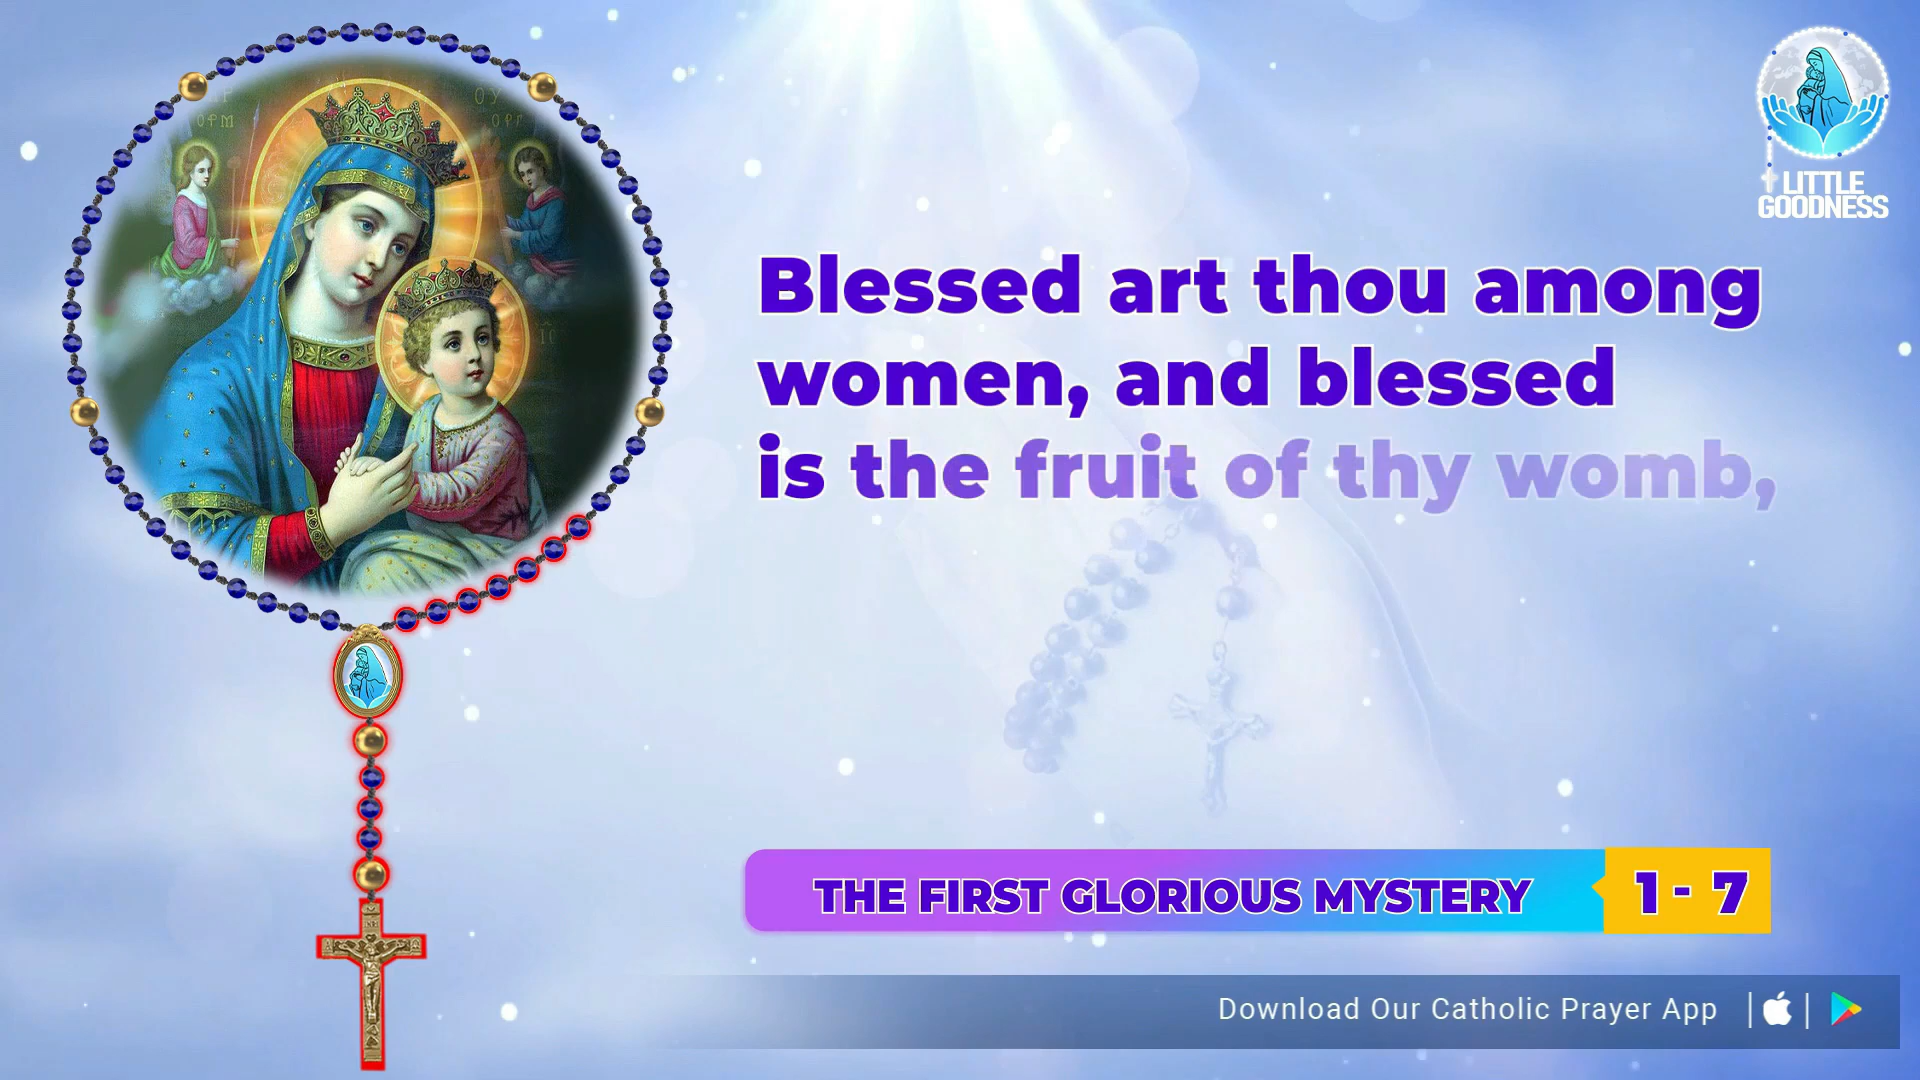 LITTLE
GOODNESS
Blessed art thou among
women, and blessed
is the fruit of thy womb,
THE FIRST GLORIOUS MYSTERY 1 - 7
Download Our Catholic Prayer App